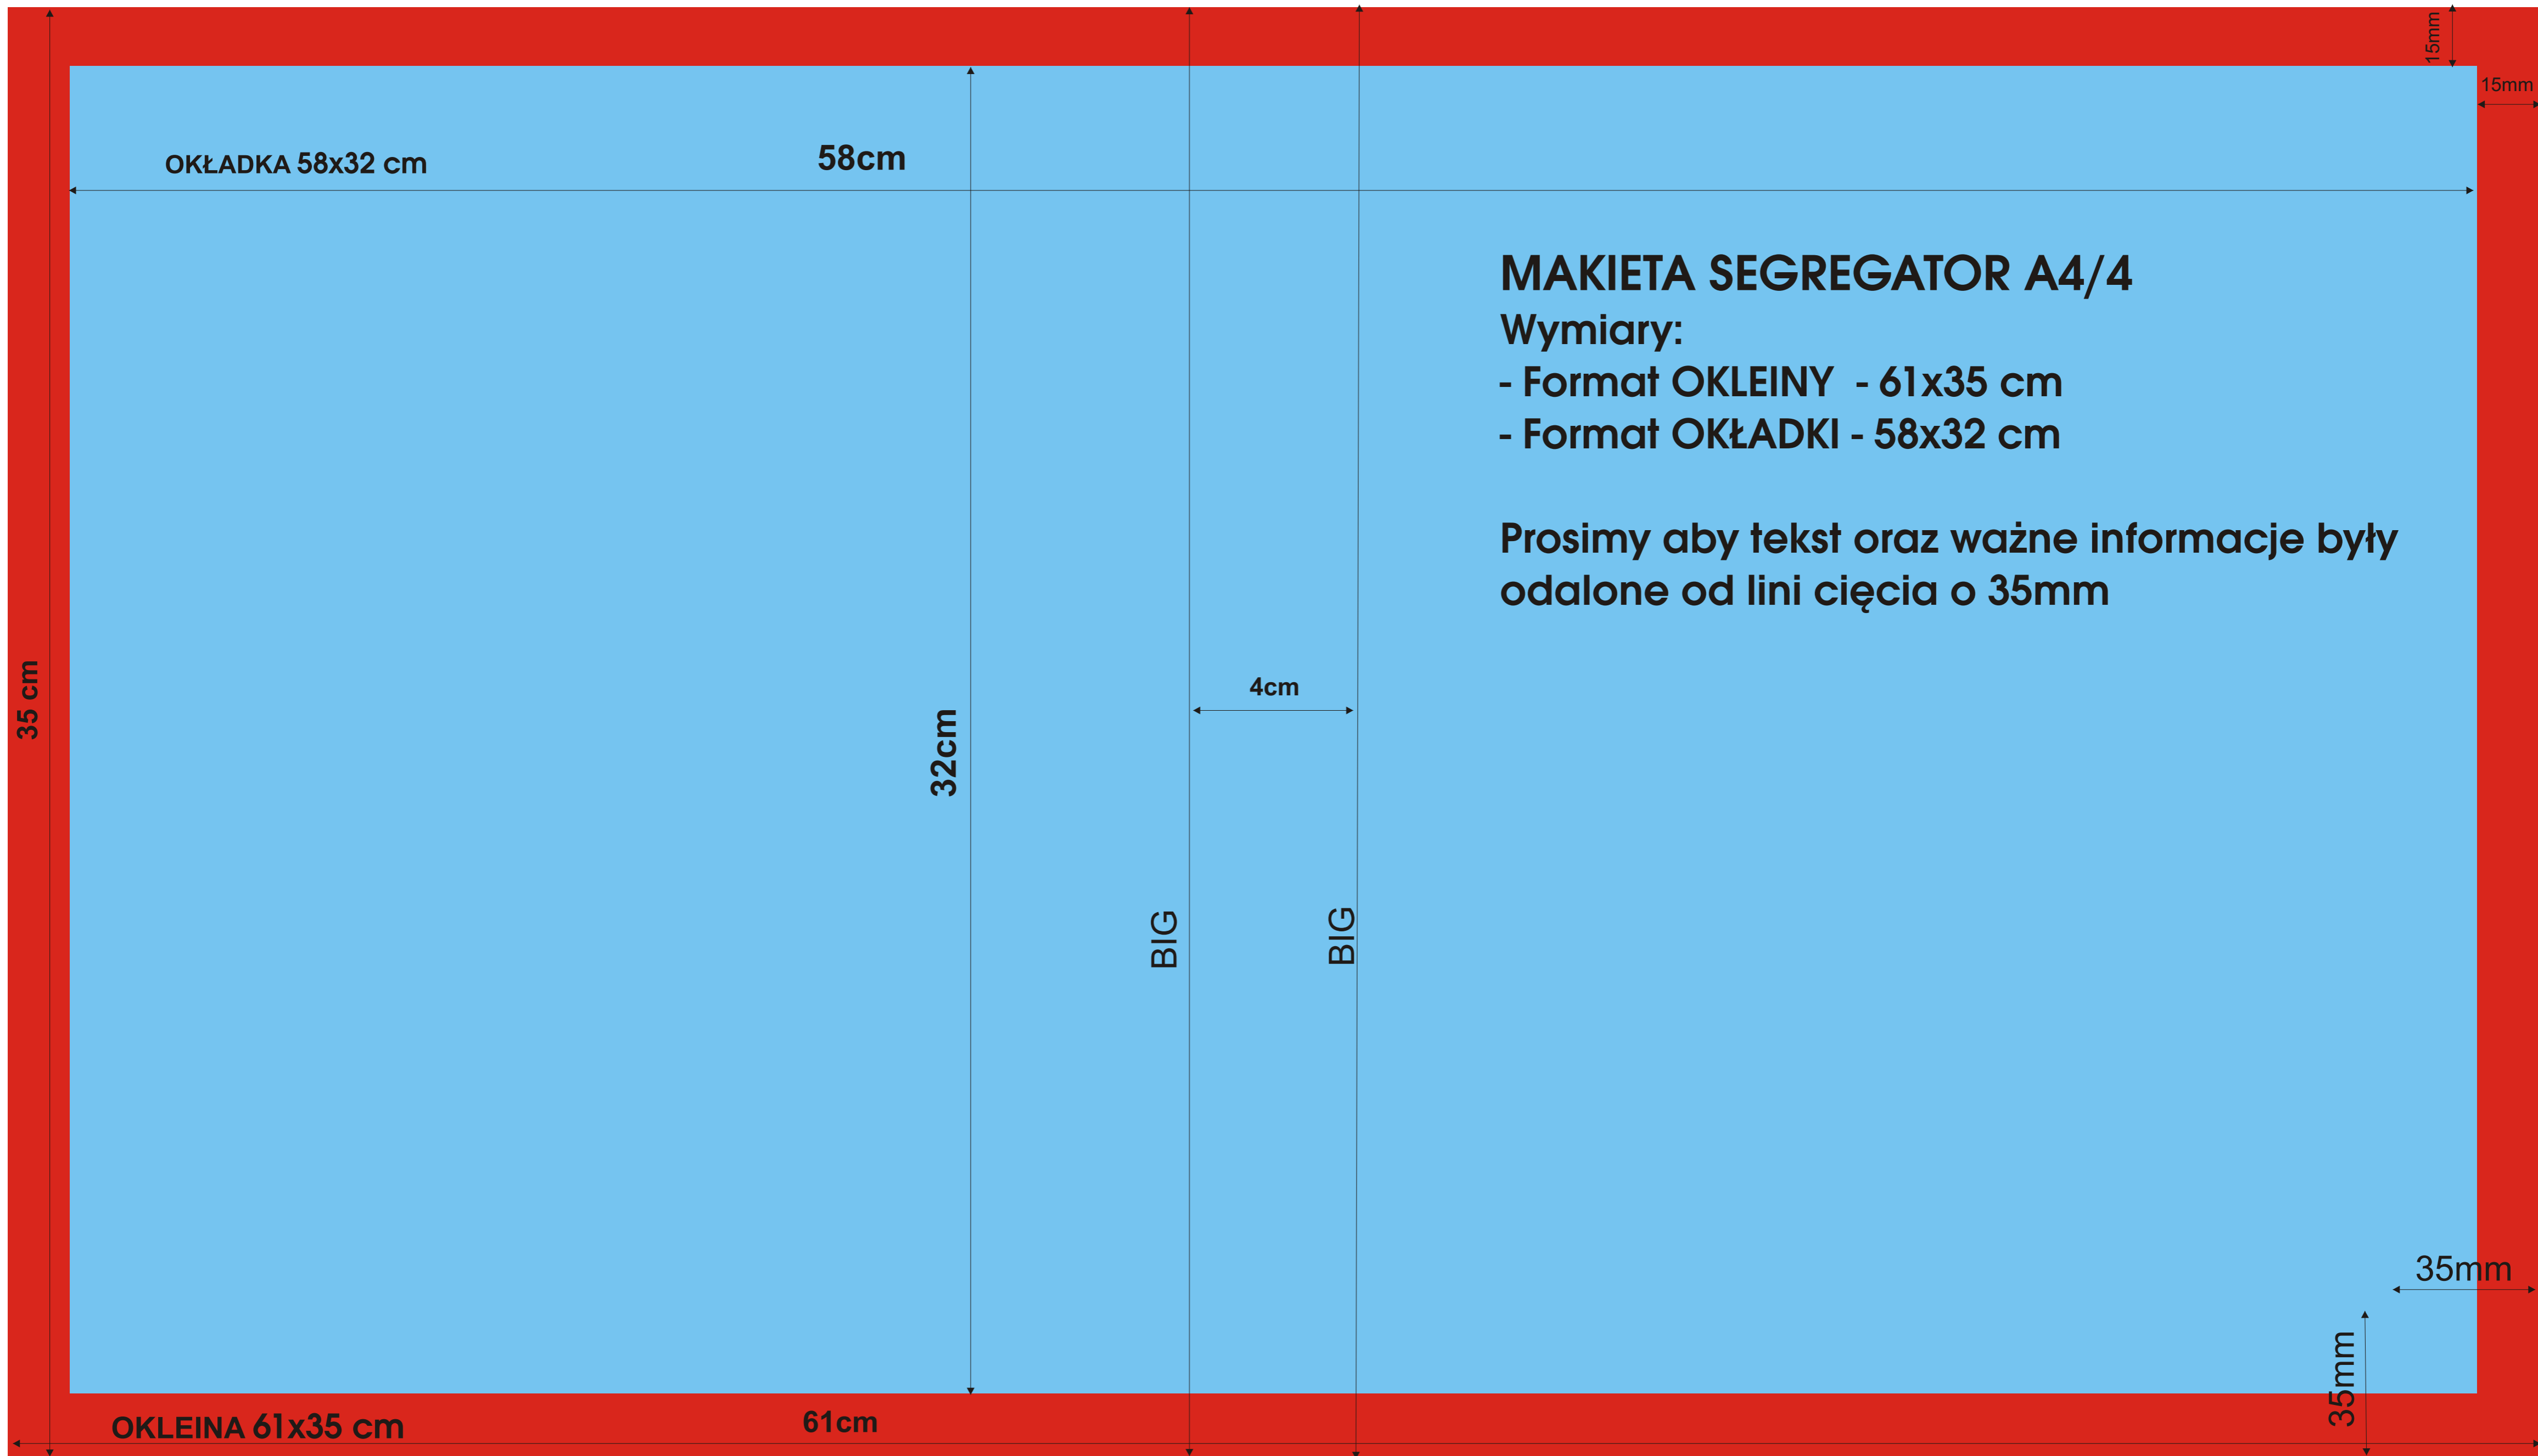 15mm
15mm
OKŁADKA 58x32 cm
58cm
MAKIETA SEGREGATOR A4/4
Wymiary:
- Format OKLEINY - 61x35 cm
- Format OKŁADKI - 58x32 cm
Prosimy aby tekst oraz ważne informacje były
odalone od lini cięcia o 35mm
35 cm
32cm
4cm
BIG
BIG
35mm
35mm
OKLEINA 61x35 cm
61cm